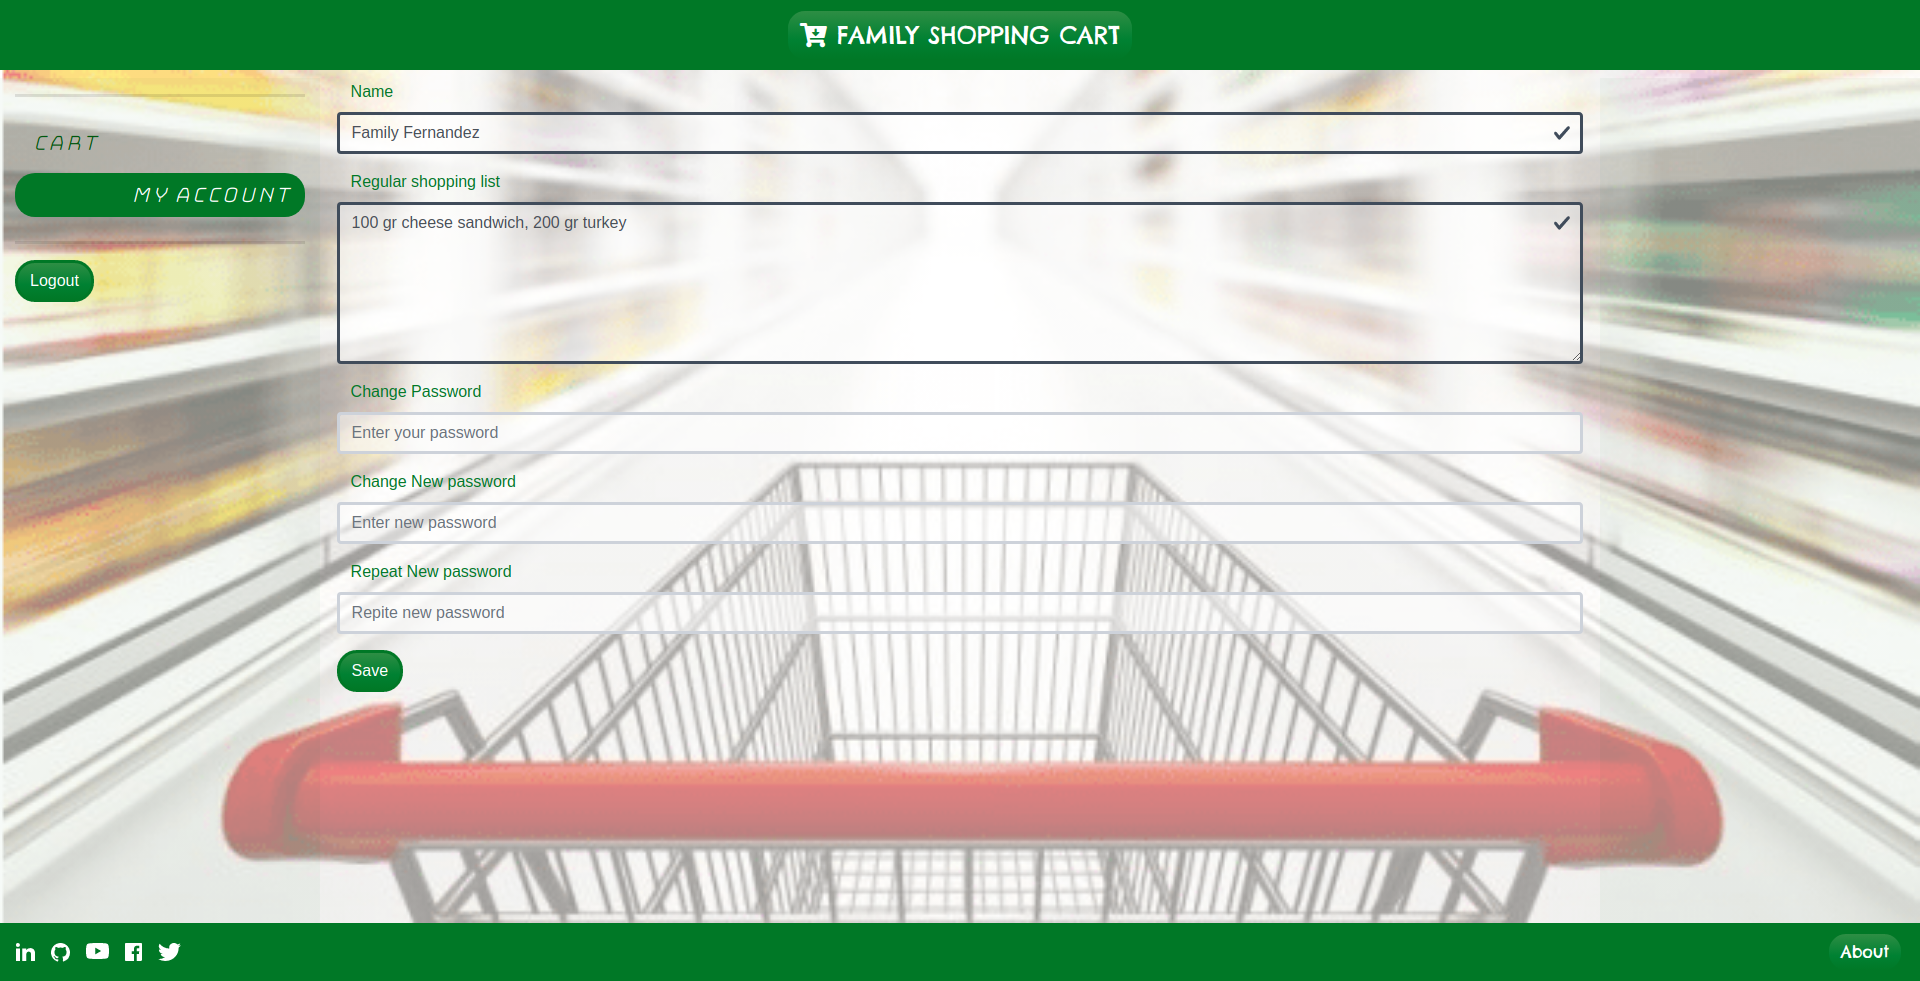 FAMILY SHOPPING CART
CART
MY ACCOUNT
Logout
Name
Family Fernandez
Regular shopping list
100 gr cheese sandwich, 200 gr turkey
Change Password
Enter your password
Change New password
Enter new password
Repeat New password
Repite new password
Save
About